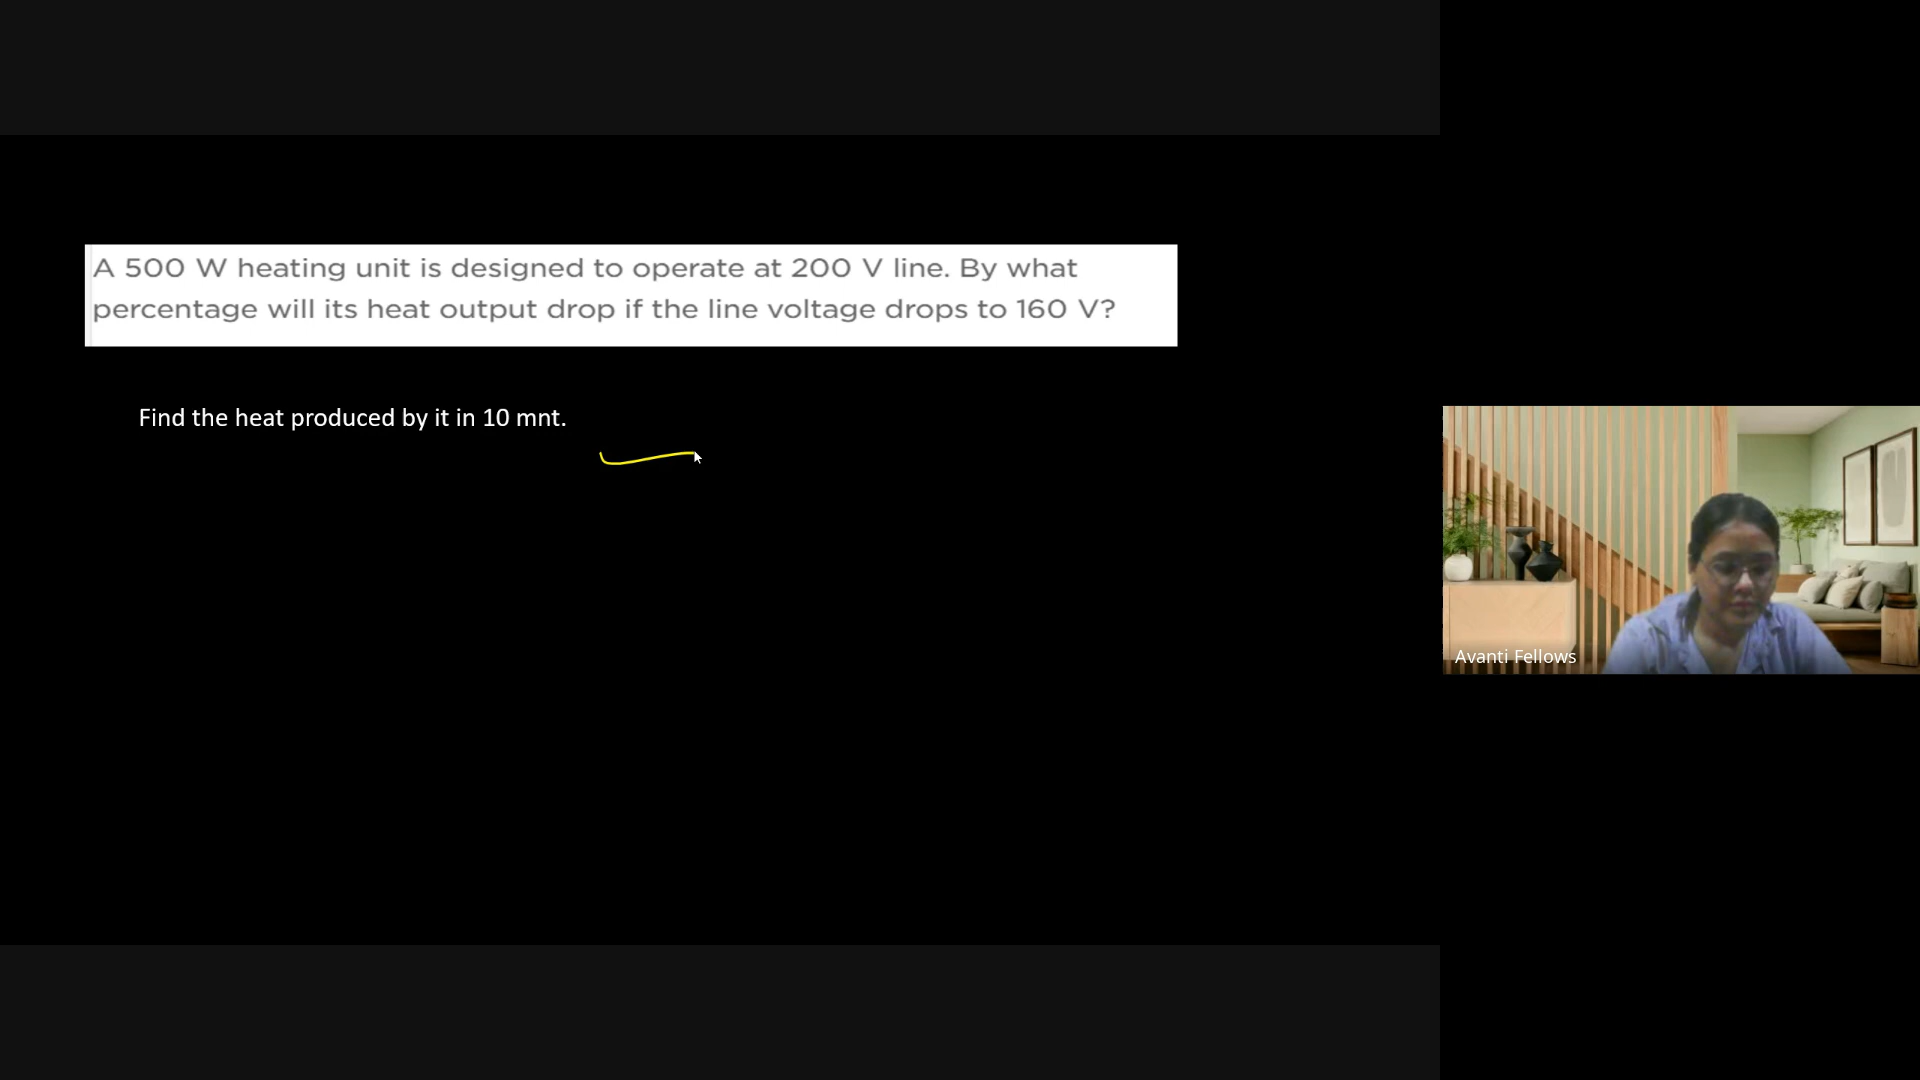 A 500 W heating unit is designed to operate at 200 V line. By what
percentage will its heat output drop if the line voltage drops to 160 V?
Find the heat produced by it in 10 mnt.
Avanti Fellows